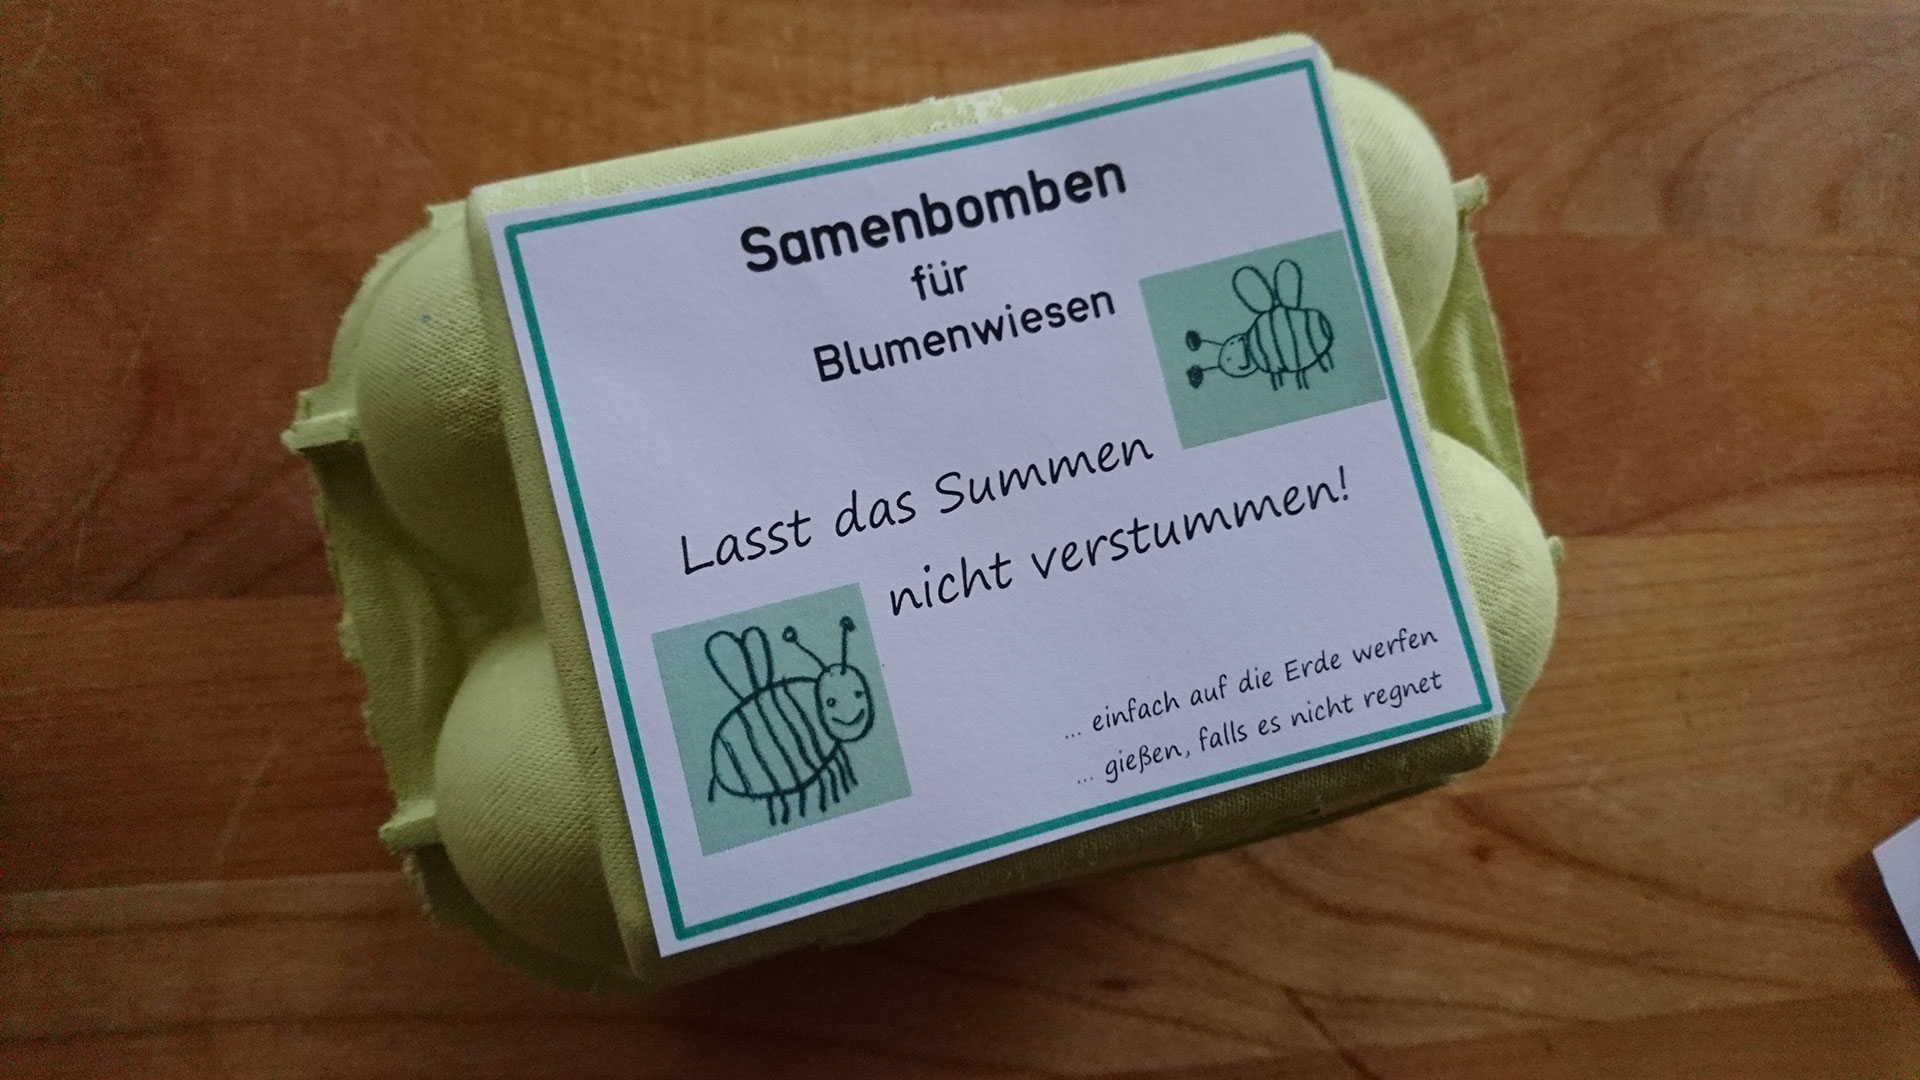 Samenbomben
für
Blumenwiesen
Lasst das Summen
nicht verstummen!
... einfach auf die Erde werfen
... gießen, falls es nicht regnet